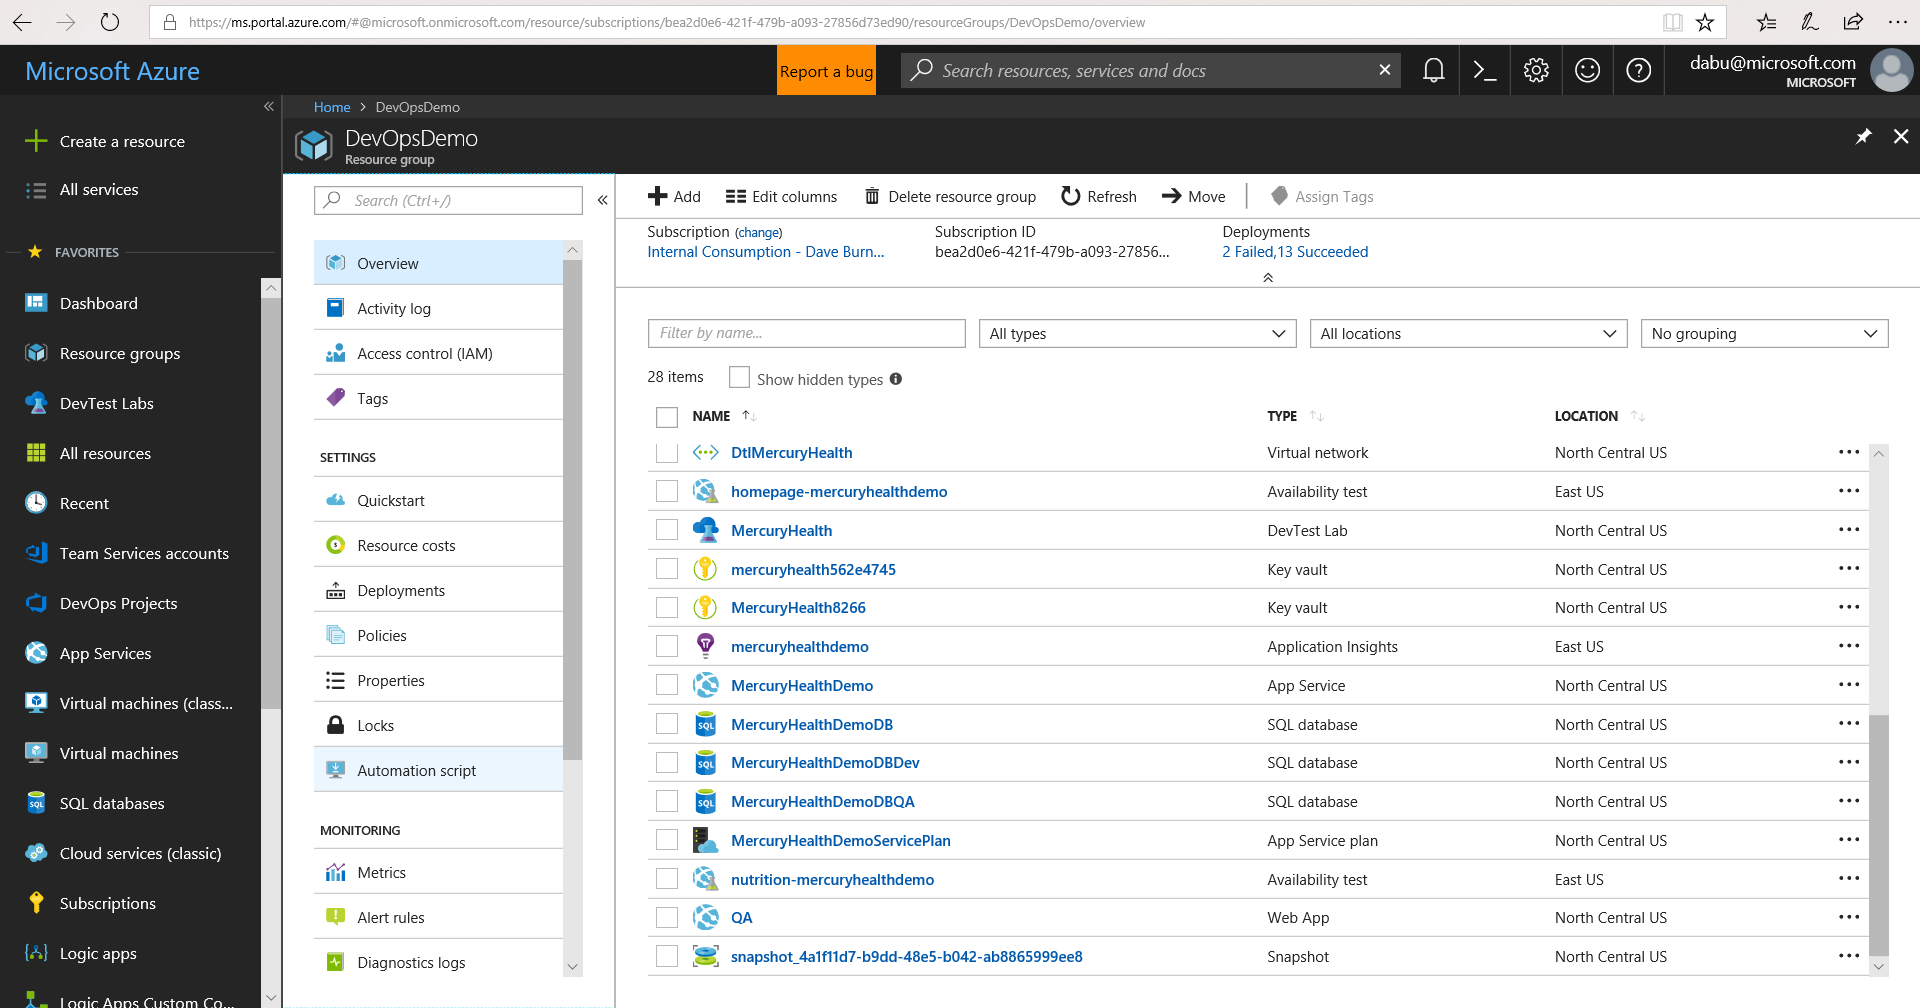 https://ms.portal.azure.com/#@microsoft.onmicrosoft.com/resource/subscriptions/bea2d0e6-421f-479b-a093-27856d73ed90/resourceGroups/DevOpsDemo/overview
Microsoft Azure
Report a bug
Search resources, services and docs
dabu@microsoft.com
MICROSOFT
Create a resource
All services
FAVORITES
Dashboard
Resource groups
DevTest Labs
All resources
Recent
Team Services accounts
DevOps Projects
App Services
Virtual machines (class...
Virtual machines
SQL databases
Cloud services (classic)
Subscriptions
Logic apps
Logic Apps Custom Co...
Home > DevOpsDemo
DevOpsDemo
Resource group
Search (Ctrl+/)
Overview
Activity log
Access control (IAM)
Tags
SETTINGS
Quickstart
Resource costs
Deployments
Policies
Properties
Locks
Automation script
MONITORING
Metrics
Alert rules
Diagnostics logs
Add Edit columns Delete resource group Refresh Move Assign Tags
Subscription (change) Subscription ID Deployments
Internal Consumption - Dave Burn... bea2d0e6-421f-479b-a093-27856... 2 Failed,13 Succeeded
Filter by name... All types All locations No grouping
28 items Show hidden types
NAME TYPE LOCATION
DtlMercuryHealth Virtual network North Central US
homepage-mercuryhealthdemo Availability test East US
MercuryHealth DevTest Lab North Central US
mercuryhealth562e4745 Key vault North Central US
MercuryHealth8266 Key vault North Central US
mercuryhealthdemo Application Insights East US
MercuryHealthDemo App Service North Central US
MercuryHealthDemoDB SQL database North Central US
MercuryHealthDemoDBDev SQL database North Central US
MercuryHealthDemoDBQA SQL database North Central US
MercuryHealthDemoServicePlan App Service plan North Central US
nutrition-mercuryhealthdemo Availability test East US
QA Web App North Central US
snapshot_4a1f11d7-b9dd-48e5-b042-ab8865999ee8 Snapshot North Central US